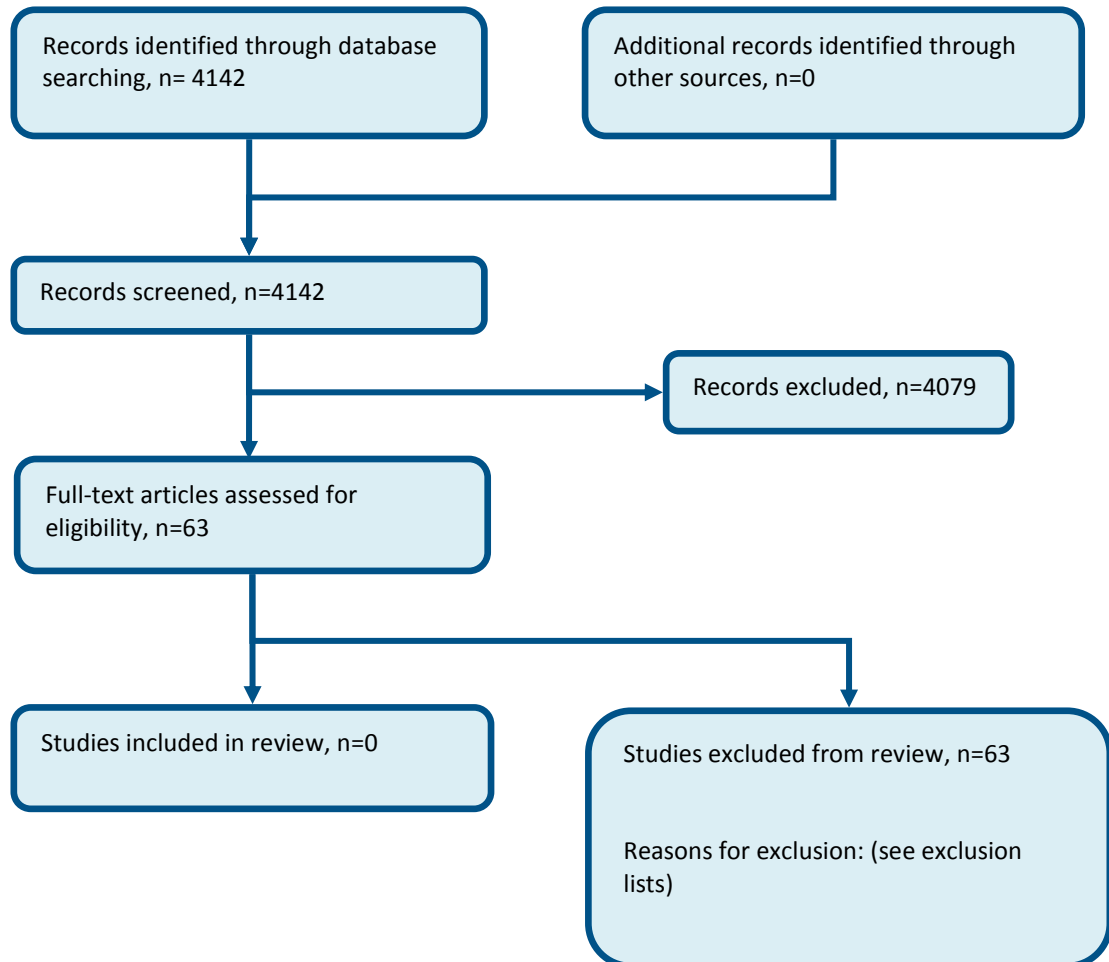 Records identified through database
searching, n= 4142
Additional records identified through
other sources, n=0
Records screened, n=4142
Records excluded, n=4079
Full-text articles assessed for
eligibility, n=63
Studies included in review, n=0
Studies excluded from review, n=63
Reasons for exclusion: (see exclusion
lists)